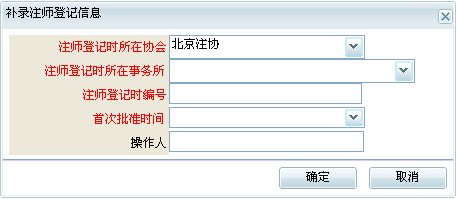 补录注师登记信息
注师登记时所在协会 北京注协
注师登记时所在事务所
注师登记时编号
首次批准时间
操作人
确定 取消